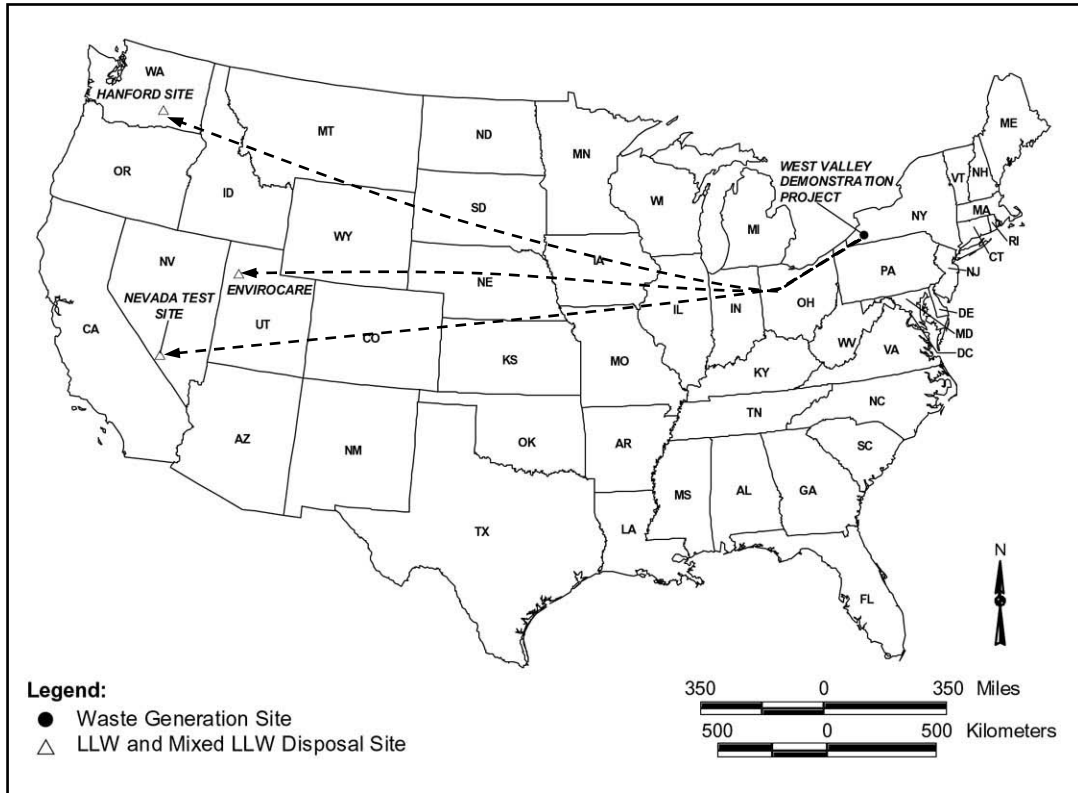 WA
HANFORD SITE
MT
ND
MN
ME
OR
ID
SD
WI
WEST VALLEY
DEMONSTRATION
PROJECT
VT
NH
WY
MI
NY
MA
RI
CT
NV
IA
NE
PA
NJ
NEVADA TEST
SITE
ENVIROCARE
IL
IN
OH
DE
MD
DC
CA
UT
CO
KS
MO
WV
VA
KY
AZ
NM
OK
AR
TN
NC
SC
MS
AL
GA
TX
LA
FL
N
Legend:
Waste Generation Site
LLW and Mixed LLW Disposal Site
350 0 350 Miles
500 0 500 Kilometers